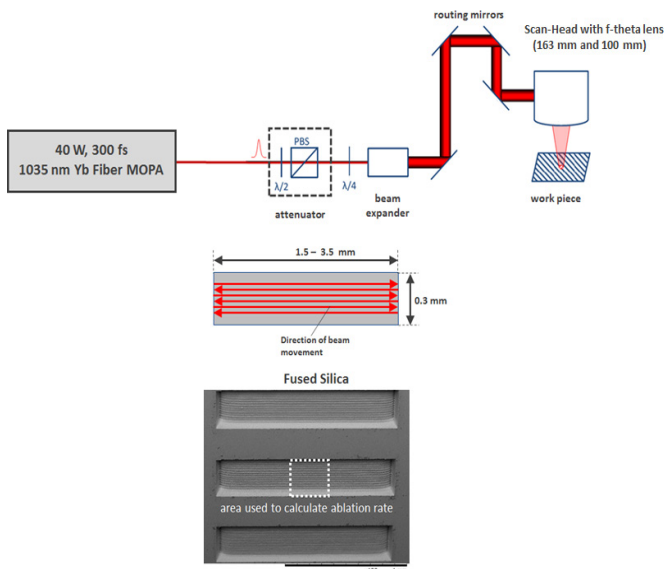 routing mirrors
Scan-Head with f-theta lens
(163 mm and 100 mm)
40 W, 300 fs
1035 nm Yb Fiber MOPA
PBS
λ/2
λ/4
attenuator
beam
expander
work piece
1.5 – 3.5 mm
0.3 mm
Direction of beam
movement
Fused Silica
area used to calculate ablation rate